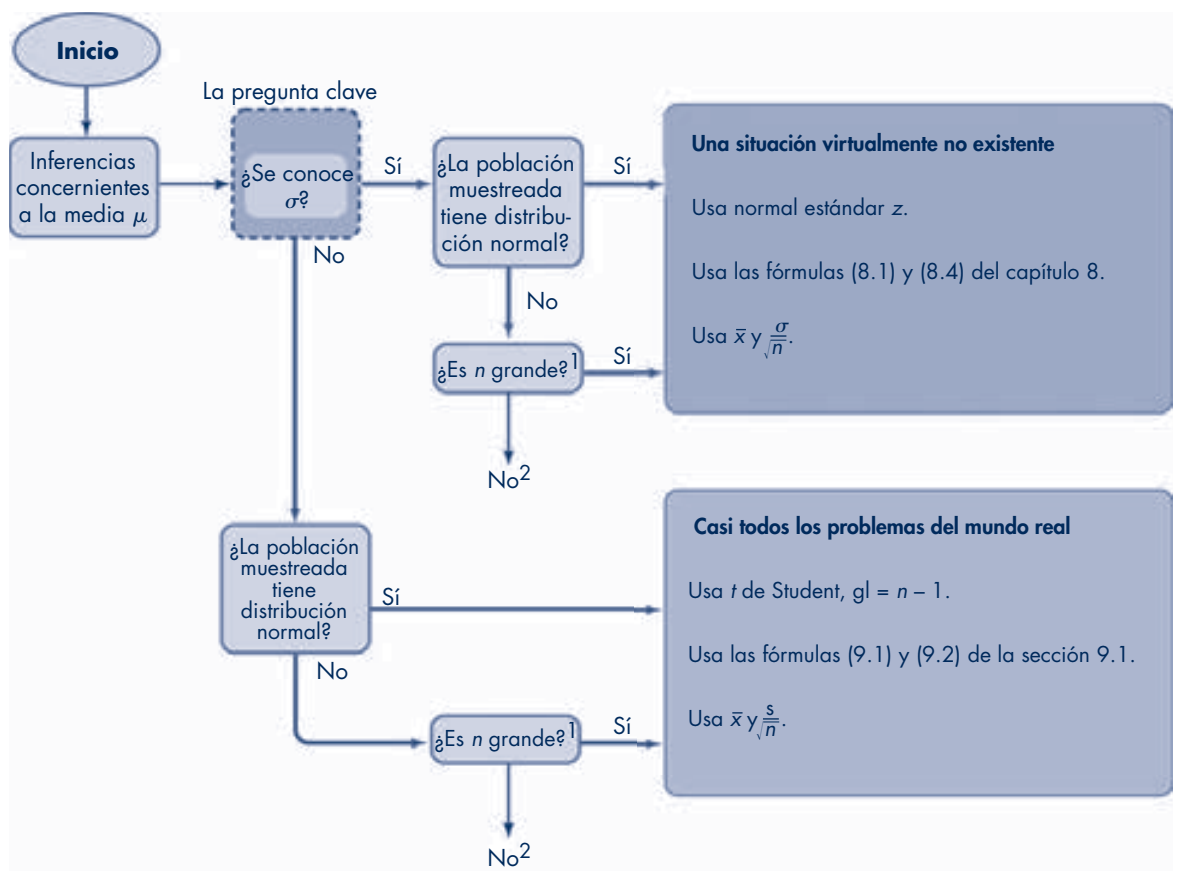 Inicio
La pregunta clave
Inferencias
concernientes
a la media μ
¿Se conoce
σ?
Sí
No
¿La población
muestreada
tiene distribu-
ción normal?
Sí
No
¿Es n grande?¹
Sí
No²
Una situación virtualmente no existente
Usa normal estándar z.
Usa las fórmulas (8.1) y (8.4) del capítulo 8.
Usa x̄ y σ/√n.
¿La población
muestreada
tiene
distribución
normal?
Sí
No
¿Es n grande?¹
Sí
No²
Casi todos los problemas del mundo real
Usa t de Student, gl = n – 1.
Usa las fórmulas (9.1) y (9.2) de la sección 9.1.
Usa x̄ y s/√n.